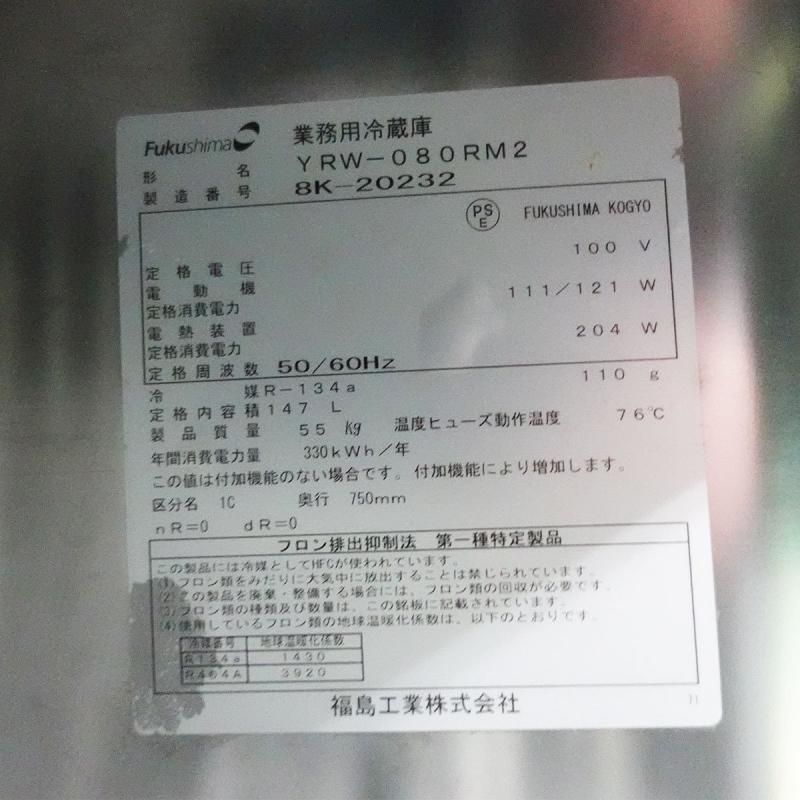 Fukushima 業務用冷蔵庫
形名 YRW-080RM2
製造番号 8K-20232
PSE FUKUSHIMA KOGYO
定格電圧 100 V
電動機
定格消費電力 111/121 W
電熱装置
定格消費電力 204 W
定格周波数 50/60Hz
冷媒 R-134a 110 g
定格内容積 147 L
製品質量 55 kg 温度ヒューズ動作温度 76℃
年間消費電力量 330kWh/年
この値は付加機能のない場合です。付加機能により増加します。
区分名 1C 奥行 750mm
nR=0 dR=0
フロン排出抑制法 第一種特定製品
この製品には冷媒としてHFCが使われています。
(1)フロン類をみだりに大気中に放出することは禁じられています。
(2)この製品を廃棄・整備する場合には、フロン類の回収が必要です。
(3)フロン類の種類及び数量は、この銘板に記載されています。
(4)使用しているフロン類の地球温暖化係数は、以下のとおりです。
冷媒番号 地球温暖化係数
R134a 1430
R404A 3920
福島工業株式会社 71